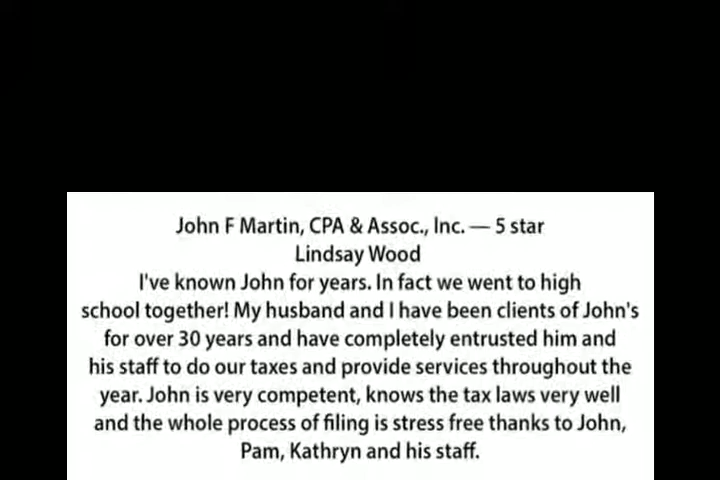 John F Martin, CPA & Assoc., Inc. — 5 star
Lindsay Wood
I've known John for years. In fact we went to high
school together! My husband and I have been clients of John's
for over 30 years and have completely entrusted him and
his staff to do our taxes and provide services throughout the
year. John is very competent, knows the tax laws very well
and the whole process of filing is stress free thanks to John,
Pam, Kathryn and his staff.